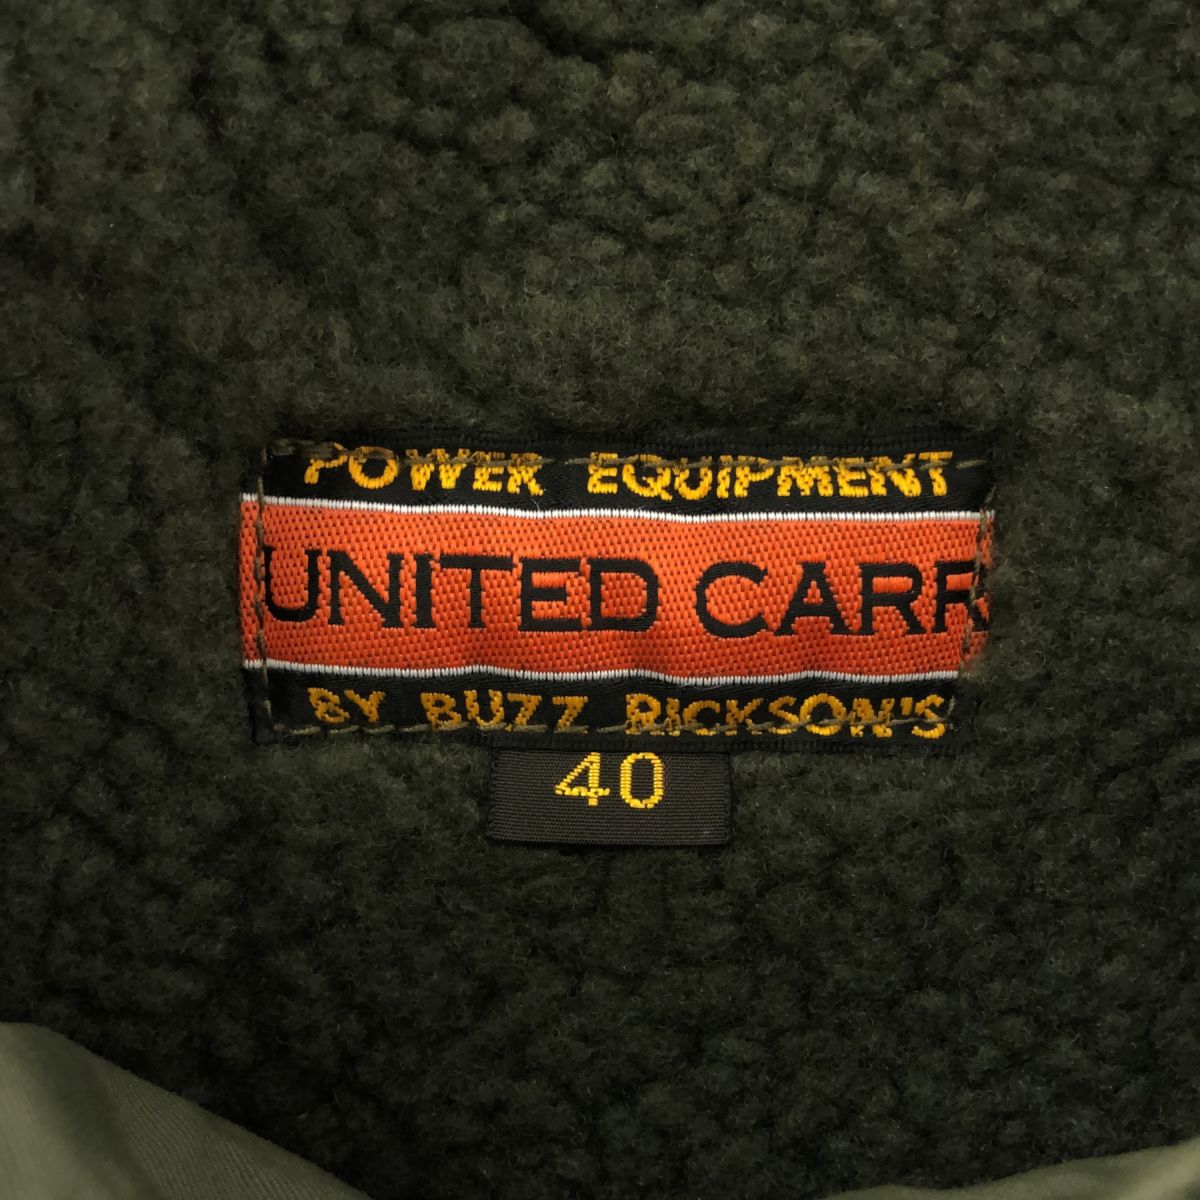 POWER EQUIPMENT
UNITED CARR
BY BUZZ RICKSON'S
40